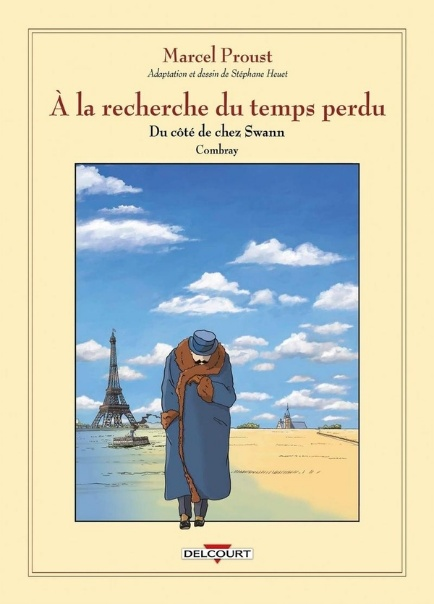 Marcel Proust
Adaptation et dessin de Stéphane Heuet
À la recherche du temps perdu
Du côté de chez Swann
Combray
DELCOURT